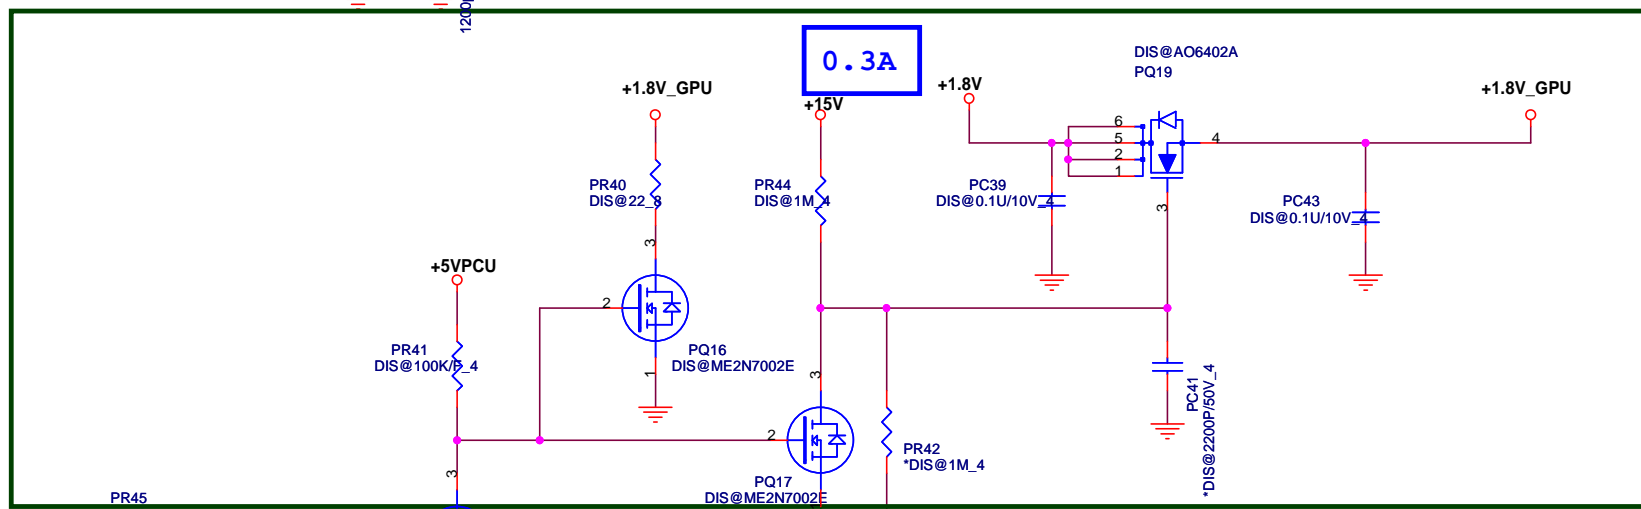 1200p
0.3A
DIS@AO6402A
PQ19
+1.8V_GPU
+15V
+1.8V
+1.8V_GPU
6
5
2
1
4
3
PR40
DIS@22_8
PR44
DIS@1M_4
PC39
DIS@0.1U/10V_4
PC43
DIS@0.1U/10V_4
3
+5VPCU
2
PR41
DIS@100K/F_4
PQ16
DIS@ME2N7002E
1
3
PC41
*DIS@2200P/50V_4
2
PR42
*DIS@1M_4
3
PQ17
DIS@ME2N7002E
PR45